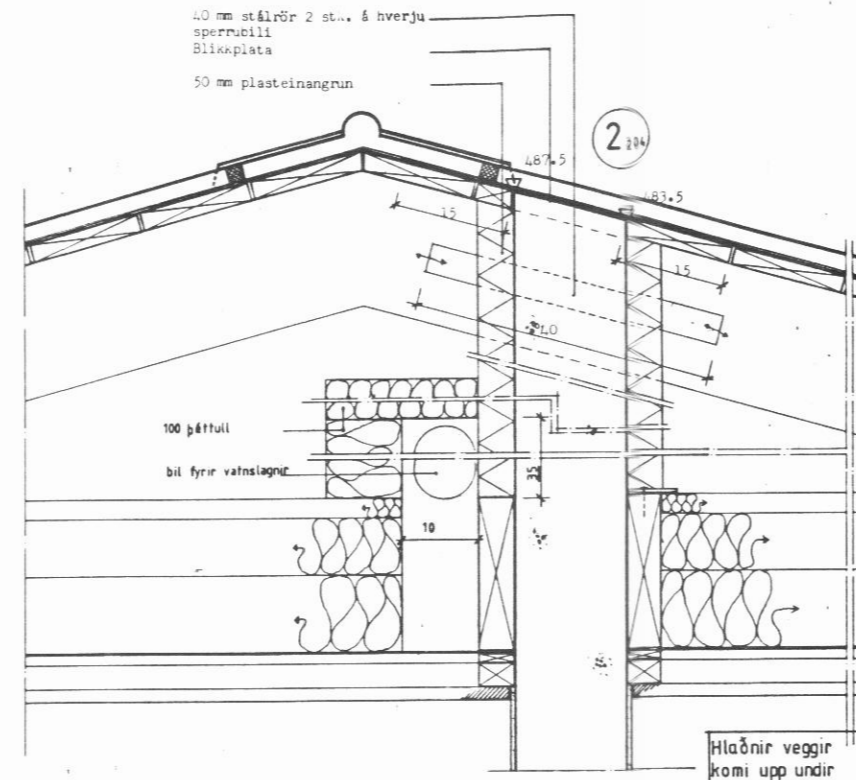 40 mm stálrör 2 stk. á hverju
sperrubili
Blikkplata
50 mm plasteinangrun
2 204
487.5
483.5
15
15
40
100 þéttull
bil fyrir vatnslagnir
35
10
Hlaðnir veggir
komi upp undir